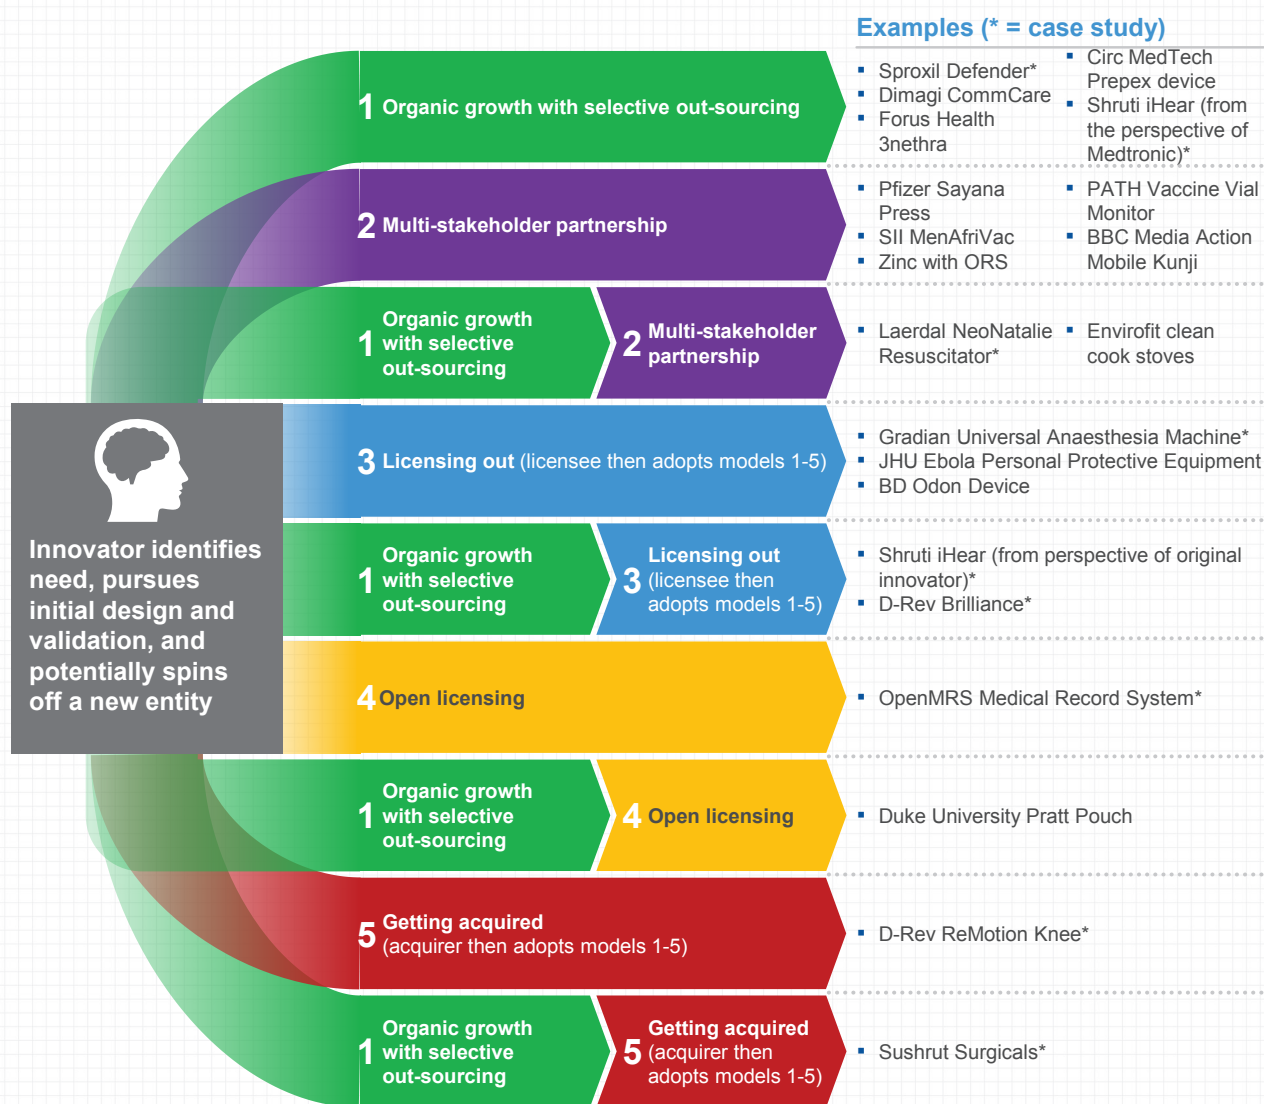 Examples (* = case study)
1 Organic growth with selective out-sourcing
▪ Sproxil Defender*
▪ Dimagi CommCare
▪ Forus Health
3nethra
▪ Circ MedTech
Prepex device
▪ Shruti iHear (from
the perspective of
Medtronic)*
2 Multi-stakeholder partnership
▪ Pfizer Sayana
Press
▪ SII MenAfriVac
▪ Zinc with ORS
▪ PATH Vaccine Vial
Monitor
▪ BBC Media Action
Mobile Kunji
1 Organic growth
with selective
out-sourcing
2 Multi-stakeholder
partnership
▪ Laerdal NeoNatalie
Resuscitator*
▪ Envirofit clean
cook stoves
Innovator identifies
need, pursues
initial design and
validation, and
potentially spins
off a new entity
3 Licensing out (licensee then adopts models 1-5)
▪ Gradian Universal Anaesthesia Machine*
▪ JHU Ebola Personal Protective Equipment
▪ BD Odon Device
1 Organic growth
with selective
out-sourcing
3 Licensing out
(licensee then
adopts models 1-5)
▪ Shruti iHear (from perspective of original
innovator)*
▪ D-Rev Brilliance*
4 Open licensing
▪ OpenMRS Medical Record System*
1 Organic growth
with selective
out-sourcing
4 Open licensing
▪ Duke University Pratt Pouch
5 Getting acquired
(acquirer then adopts models 1-5)
▪ D-Rev ReMotion Knee*
1 Organic growth
with selective
out-sourcing
5 Getting acquired
(acquirer then
adopts models 1-5)
▪ Sushrut Surgicals*